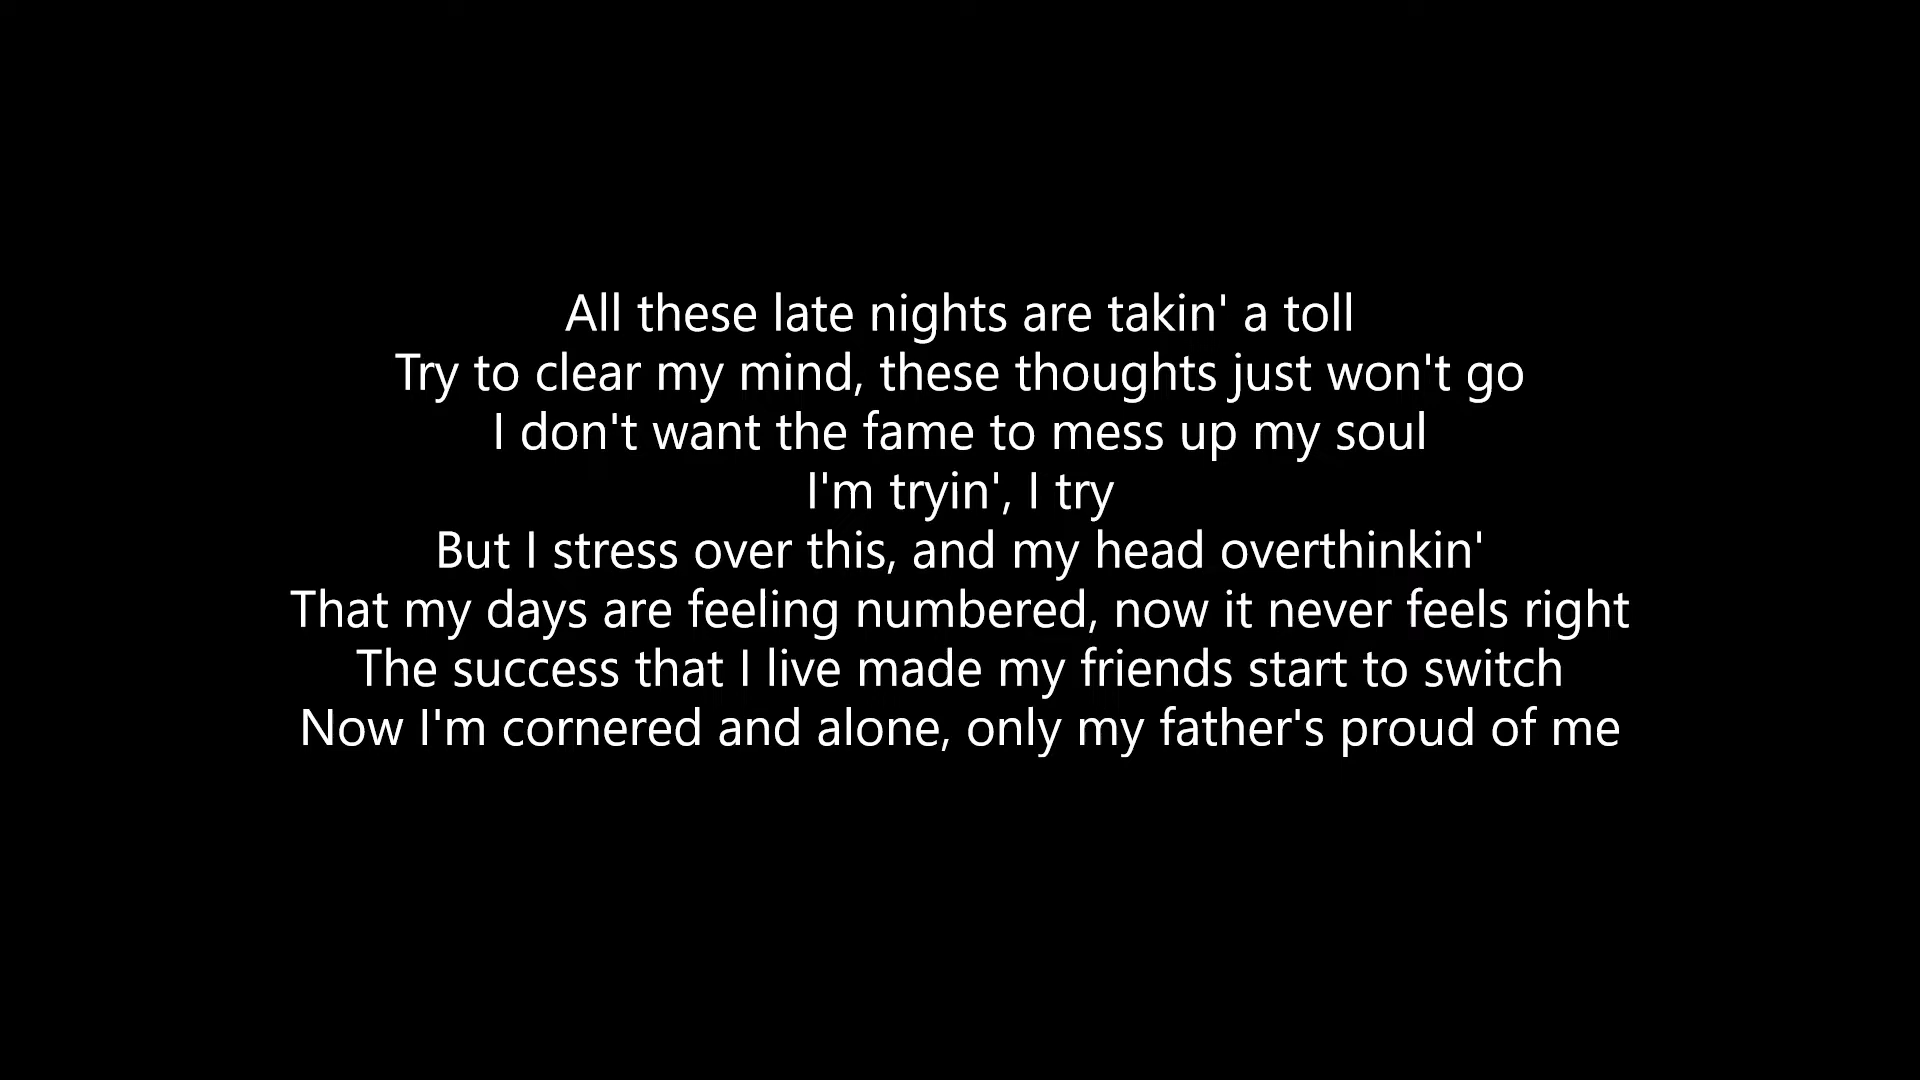 All these late nights are takin' a toll
Try to clear my mind, these thoughts just won't go
I don't want the fame to mess up my soul
I'm tryin', I try
But I stress over this, and my head overthinkin'
That my days are feeling numbered, now it never feels right
The success that I live made my friends start to switch
Now I'm cornered and alone, only my father's proud of me